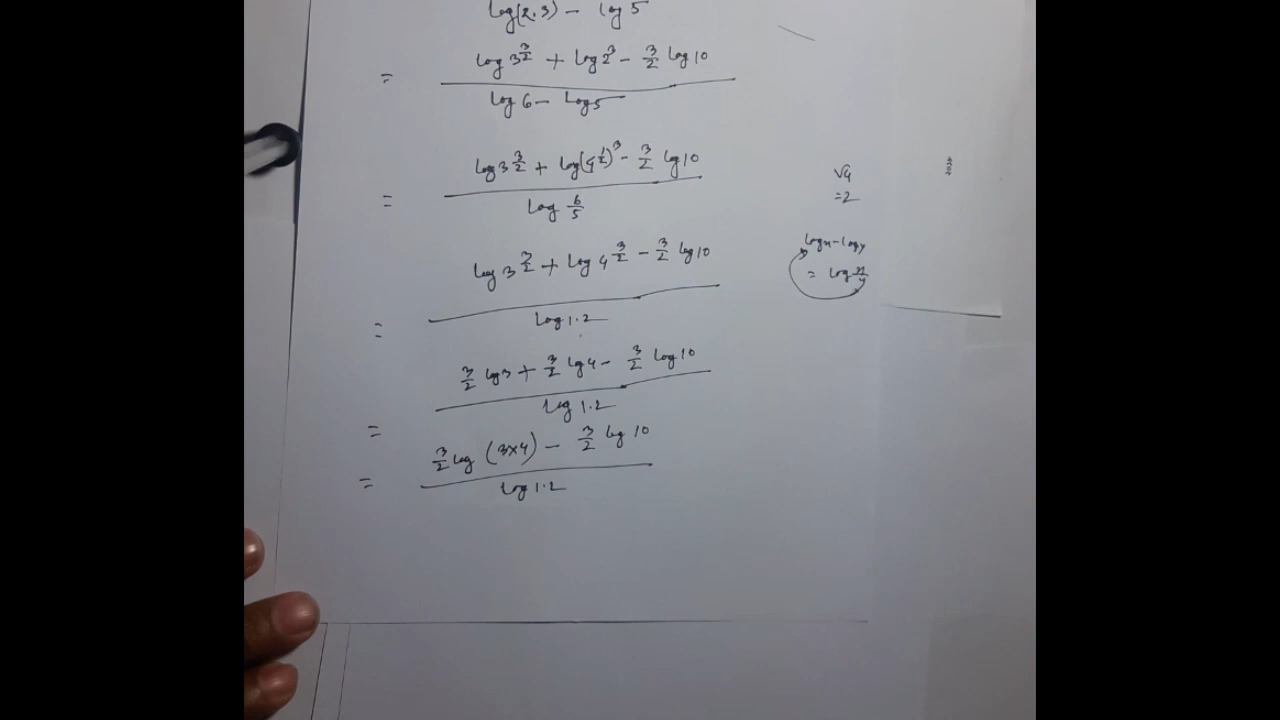 log(2.3) - log 5
= log 3^{3/2} + log 2^3 - 3/2 log 10
log 6 - log 5
= log 3^{3/2} + log(4^{1/2})^3 - 3/2 log 10
log 6/5
= log 3^{3/2} + log 4^{3/2} - 3/2 log 10
log 1.2
= 3/2 log 3 + 3/2 log 4 - 3/2 log 10
log 1.2
= 3/2 log (3×4) - 3/2 log 10
log 1.2
√4
=2
log x - log y
= log x/y